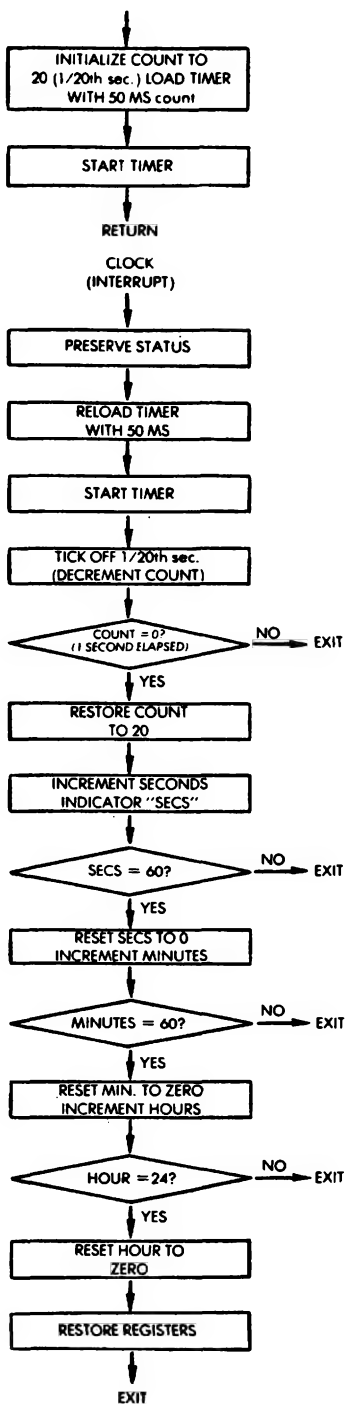 INITIALIZE COUNT TO
20 (1/20th sec.) LOAD TIMER
WITH 50 MS count
START TIMER
RETURN
CLOCK
(INTERRUPT)
PRESERVE STATUS
RELOAD TIMER
WITH 50 MS
START TIMER
TICK OFF 1/20th sec.
(DECREMENT COUNT)
COUNT = 0?
(1 SECOND ELAPSED)
NO
EXIT
YES
RESTORE COUNT
TO 20
INCREMENT SECONDS
INDICATOR "SECS"
SECS = 60?
NO
EXIT
YES
RESET SECS TO 0
INCREMENT MINUTES
MINUTES = 60?
NO
EXIT
YES
RESET MIN. TO ZERO
INCREMENT HOURS
HOUR = 24?
NO
EXIT
YES
RESET HOUR TO
ZERO
RESTORE REGISTERS
EXIT